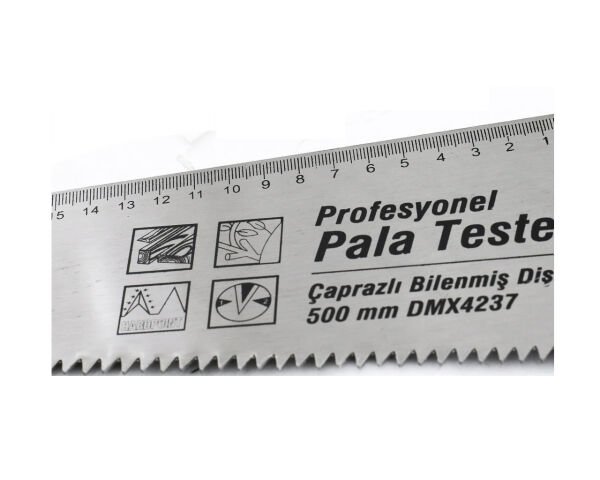 15 14 13 12 11 10 9 8 7 6 5 4 3 2 1
Profesyonel
Pala Teste
Çaprazlı Bilenmiş Diş
500 mm DMX4237
HARDPOINT